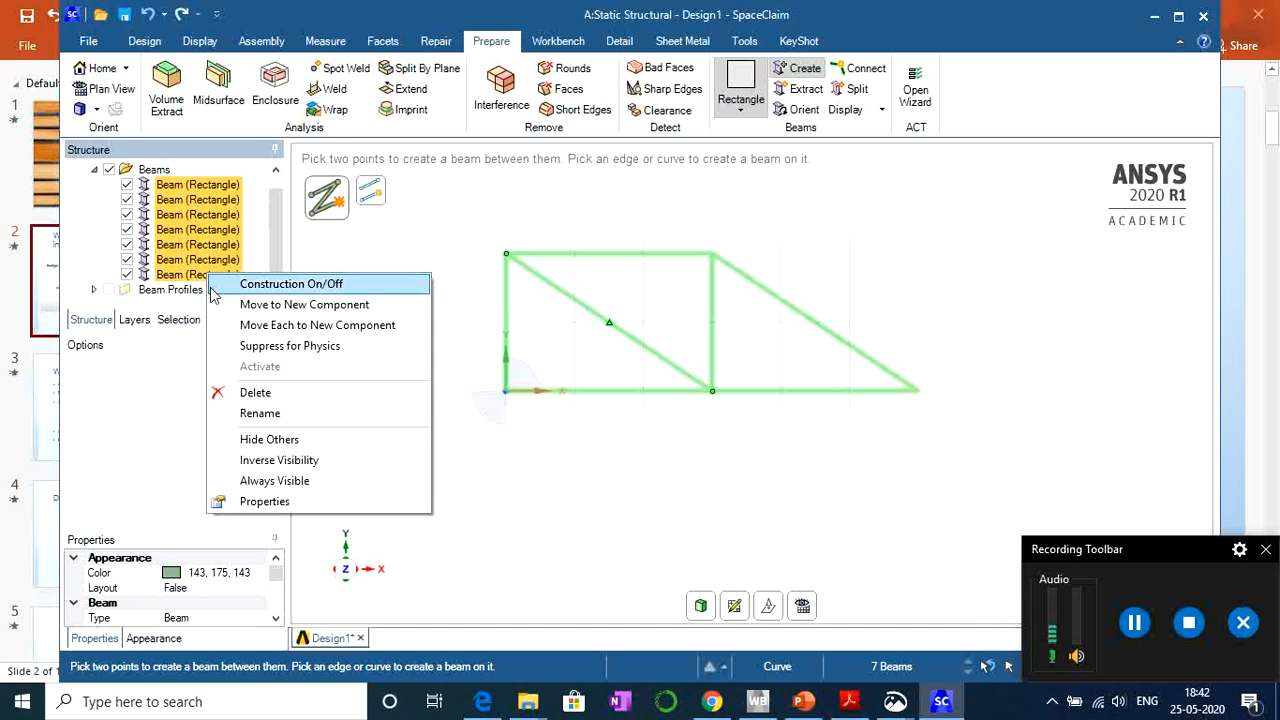 A:Static Structural - Design1 - SpaceClaim
File Design Display Assembly Measure Facets Repair Prepare Workbench Detail Sheet Metal Tools KeyShot
Share
Home
Plan View
Orient
Volume Extract
Midsurface
Enclosure
Spot Weld
Weld
Wrap
Split By Plane
Extend
Imprint
Analysis
Interference
Rounds
Faces
Short Edges
Remove
Bad Faces
Sharp Edges
Clearance
Detect
Rectangle
Create
Extract
Orient
Connect
Split
Display
Beams
Open Wizard
ACT
Default
1
2
3
4
5
Structure
Beams
Beam (Rectangle)
Beam (Rectangle)
Beam (Rectangle)
Beam (Rectangle)
Beam (Rectangle)
Beam (Rectangle)
Beam (Rec
Beam Profiles
Structure Layers Selection
Options
Construction On/Off
Move to New Component
Move Each to New Component
Suppress for Physics
Activate
Delete
Rename
Hide Others
Inverse Visibility
Always Visible
Properties
Pick two points to create a beam between them. Pick an edge or curve to create a beam on it.
ANSYS
2020 R1
ACADEMIC
Y
X
Y
Z
X
Properties
Appearance
Color 143, 175, 143
Layout False
Beam
Type Beam
Properties Appearance
Design1*
Recording Toolbar
Audio
Slide 2 of 1
Pick two points to create a beam between them. Pick an edge or curve to create a beam on it.
Curve
7 Beams
Type here to search
ENG
18:42
25-05-2020